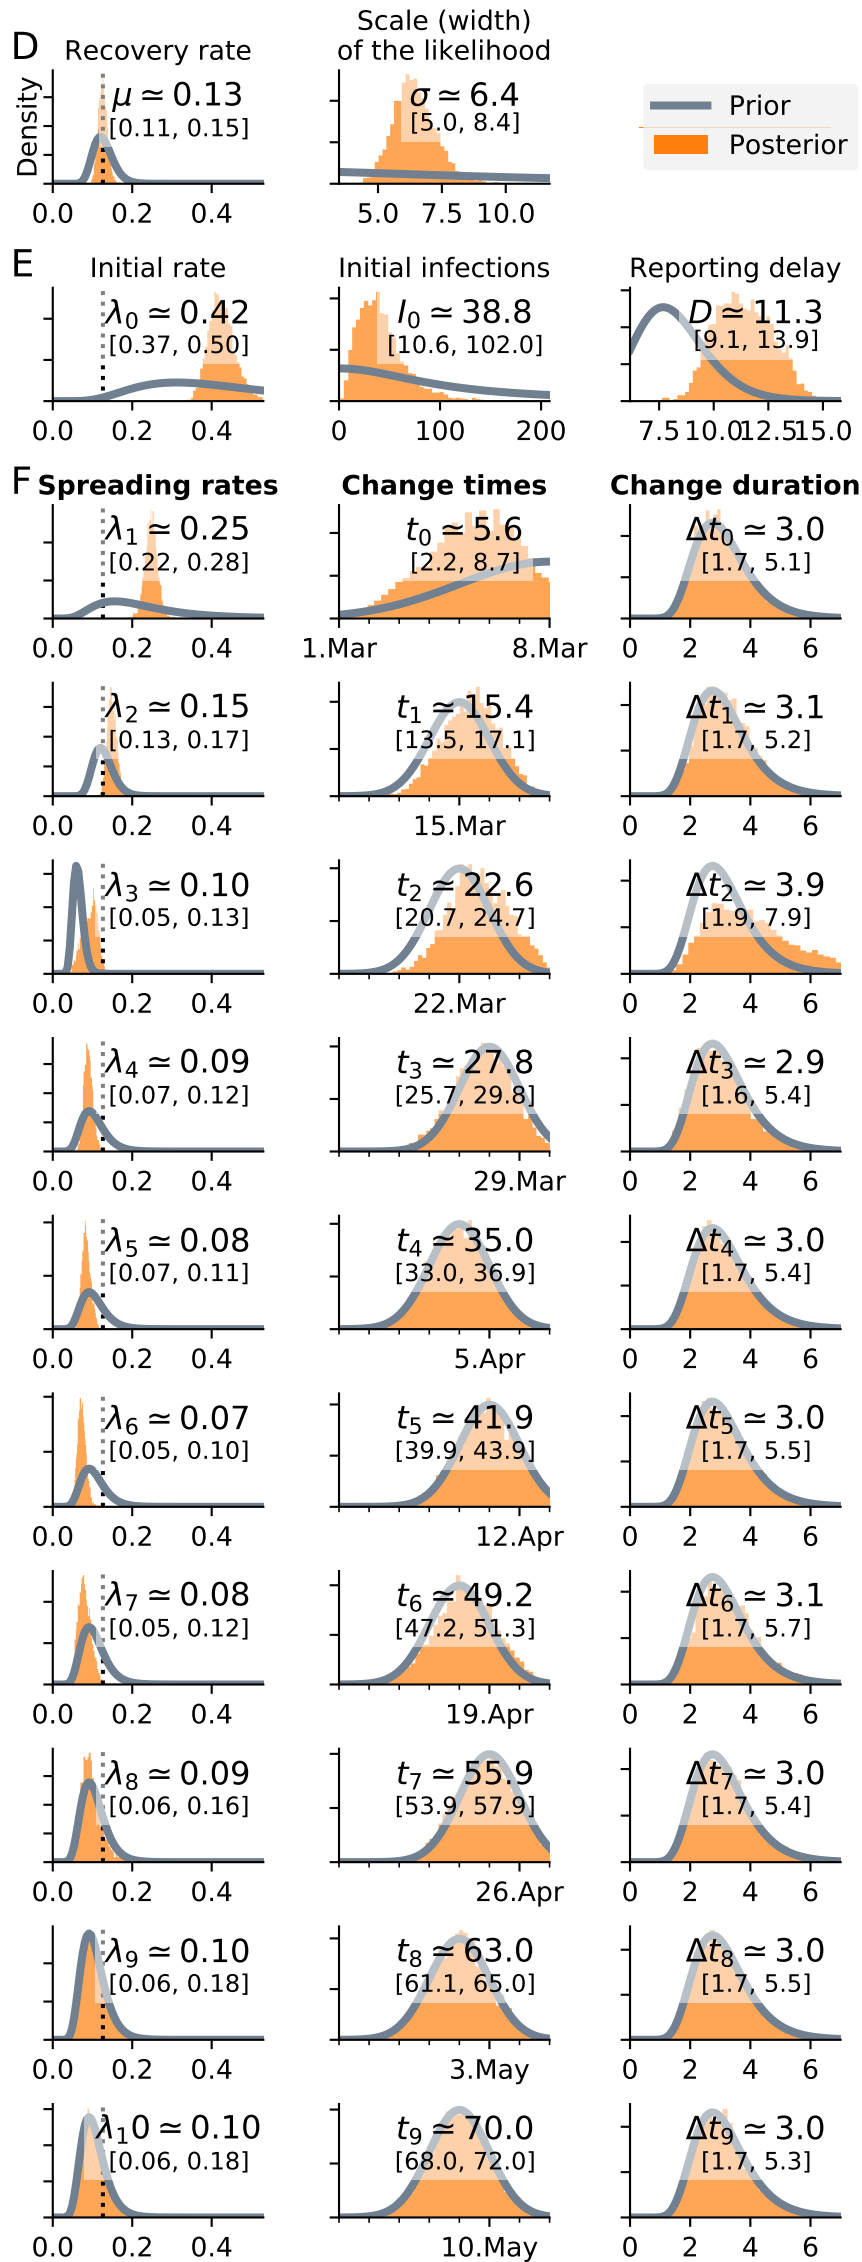 D
Recovery rate
Scale (width)
of the likelihood
Density
μ ≃ 0.13
[0.11, 0.15]
σ ≃ 6.4
[5.0, 8.4]
Prior
Posterior
0.0 0.2 0.4
5.0 7.5 10.0
E
Initial rate
Initial infections
Reporting delay
λ0 ≃ 0.42
[0.37, 0.50]
I0 ≃ 38.8
[10.6, 102.0]
D ≃ 11.3
[9.1, 13.9]
0.0 0.2 0.4
0 100 200
7.5 10.0 12.5 15.0
F
Spreading rates
Change times
Change duration
λ1 ≃ 0.25
[0.22, 0.28]
t0 ≃ 5.6
[2.2, 8.7]
Δt0 ≃ 3.0
[1.7, 5.1]
0.0 0.2 0.4
1.Mar 8.Mar
0 2 4 6
λ2 ≃ 0.15
[0.13, 0.17]
t1 ≃ 15.4
[13.5, 17.1]
Δt1 ≃ 3.1
[1.7, 5.2]
0.0 0.2 0.4
15.Mar
0 2 4 6
λ3 ≃ 0.10
[0.05, 0.13]
t2 ≃ 22.6
[20.7, 24.7]
Δt2 ≃ 3.9
[1.9, 7.9]
0.0 0.2 0.4
22.Mar
0 2 4 6
λ4 ≃ 0.09
[0.07, 0.12]
t3 ≃ 27.8
[25.7, 29.8]
Δt3 ≃ 2.9
[1.6, 5.4]
0.0 0.2 0.4
29.Mar
0 2 4 6
λ5 ≃ 0.08
[0.07, 0.11]
t4 ≃ 35.0
[33.0, 36.9]
Δt4 ≃ 3.0
[1.7, 5.4]
0.0 0.2 0.4
5.Apr
0 2 4 6
λ6 ≃ 0.07
[0.05, 0.10]
t5 ≃ 41.9
[39.9, 43.9]
Δt5 ≃ 3.0
[1.7, 5.5]
0.0 0.2 0.4
12.Apr
0 2 4 6
λ7 ≃ 0.08
[0.05, 0.12]
t6 ≃ 49.2
[47.2, 51.3]
Δt6 ≃ 3.1
[1.7, 5.7]
0.0 0.2 0.4
19.Apr
0 2 4 6
λ8 ≃ 0.09
[0.06, 0.16]
t7 ≃ 55.9
[53.9, 57.9]
Δt7 ≃ 3.0
[1.7, 5.4]
0.0 0.2 0.4
26.Apr
0 2 4 6
λ9 ≃ 0.10
[0.06, 0.18]
t8 ≃ 63.0
[61.1, 65.0]
Δt8 ≃ 3.0
[1.7, 5.5]
0.0 0.2 0.4
3.May
0 2 4 6
λ10 ≃ 0.10
[0.06, 0.18]
t9 ≃ 70.0
[68.0, 72.0]
Δt9 ≃ 3.0
[1.7, 5.3]
0.0 0.2 0.4
10.May
0 2 4 6